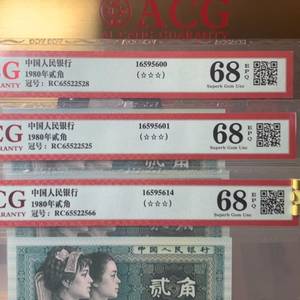 ACG
ACG GUARANTY
中国人民银行
1980年贰角
冠号：RC65522528
16595600
(☆☆☆)
68 EPQ
Superb Gem Unc
中国人民银行
1980年贰角
冠号：RC65522525
16595601
(☆☆☆)
68 EPQ
Superb Gem Unc
贰角
中国人民银行
1980年贰角
冠号：RC65522566
16595614
(☆☆☆)
68 EPQ
Superb Gem Unc
中国人民银行
贰角